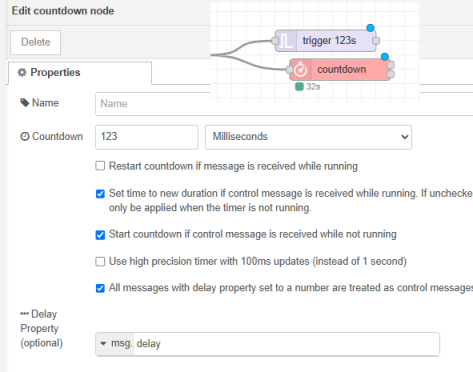 Edit countdown node
Delete
trigger 123s
countdown
32s
Properties
Name
Name
Countdown
123
Milliseconds
Restart countdown if message is received while running
Set time to new duration if control message is received while running. If unchecke
only be applied when the timer is not running.
Start countdown if control message is received while not running
Use high precision timer with 100ms updates (instead of 1 second)
All messages with delay property set to a number are treated as control messages
Delay
Property
(optional)
msg. delay